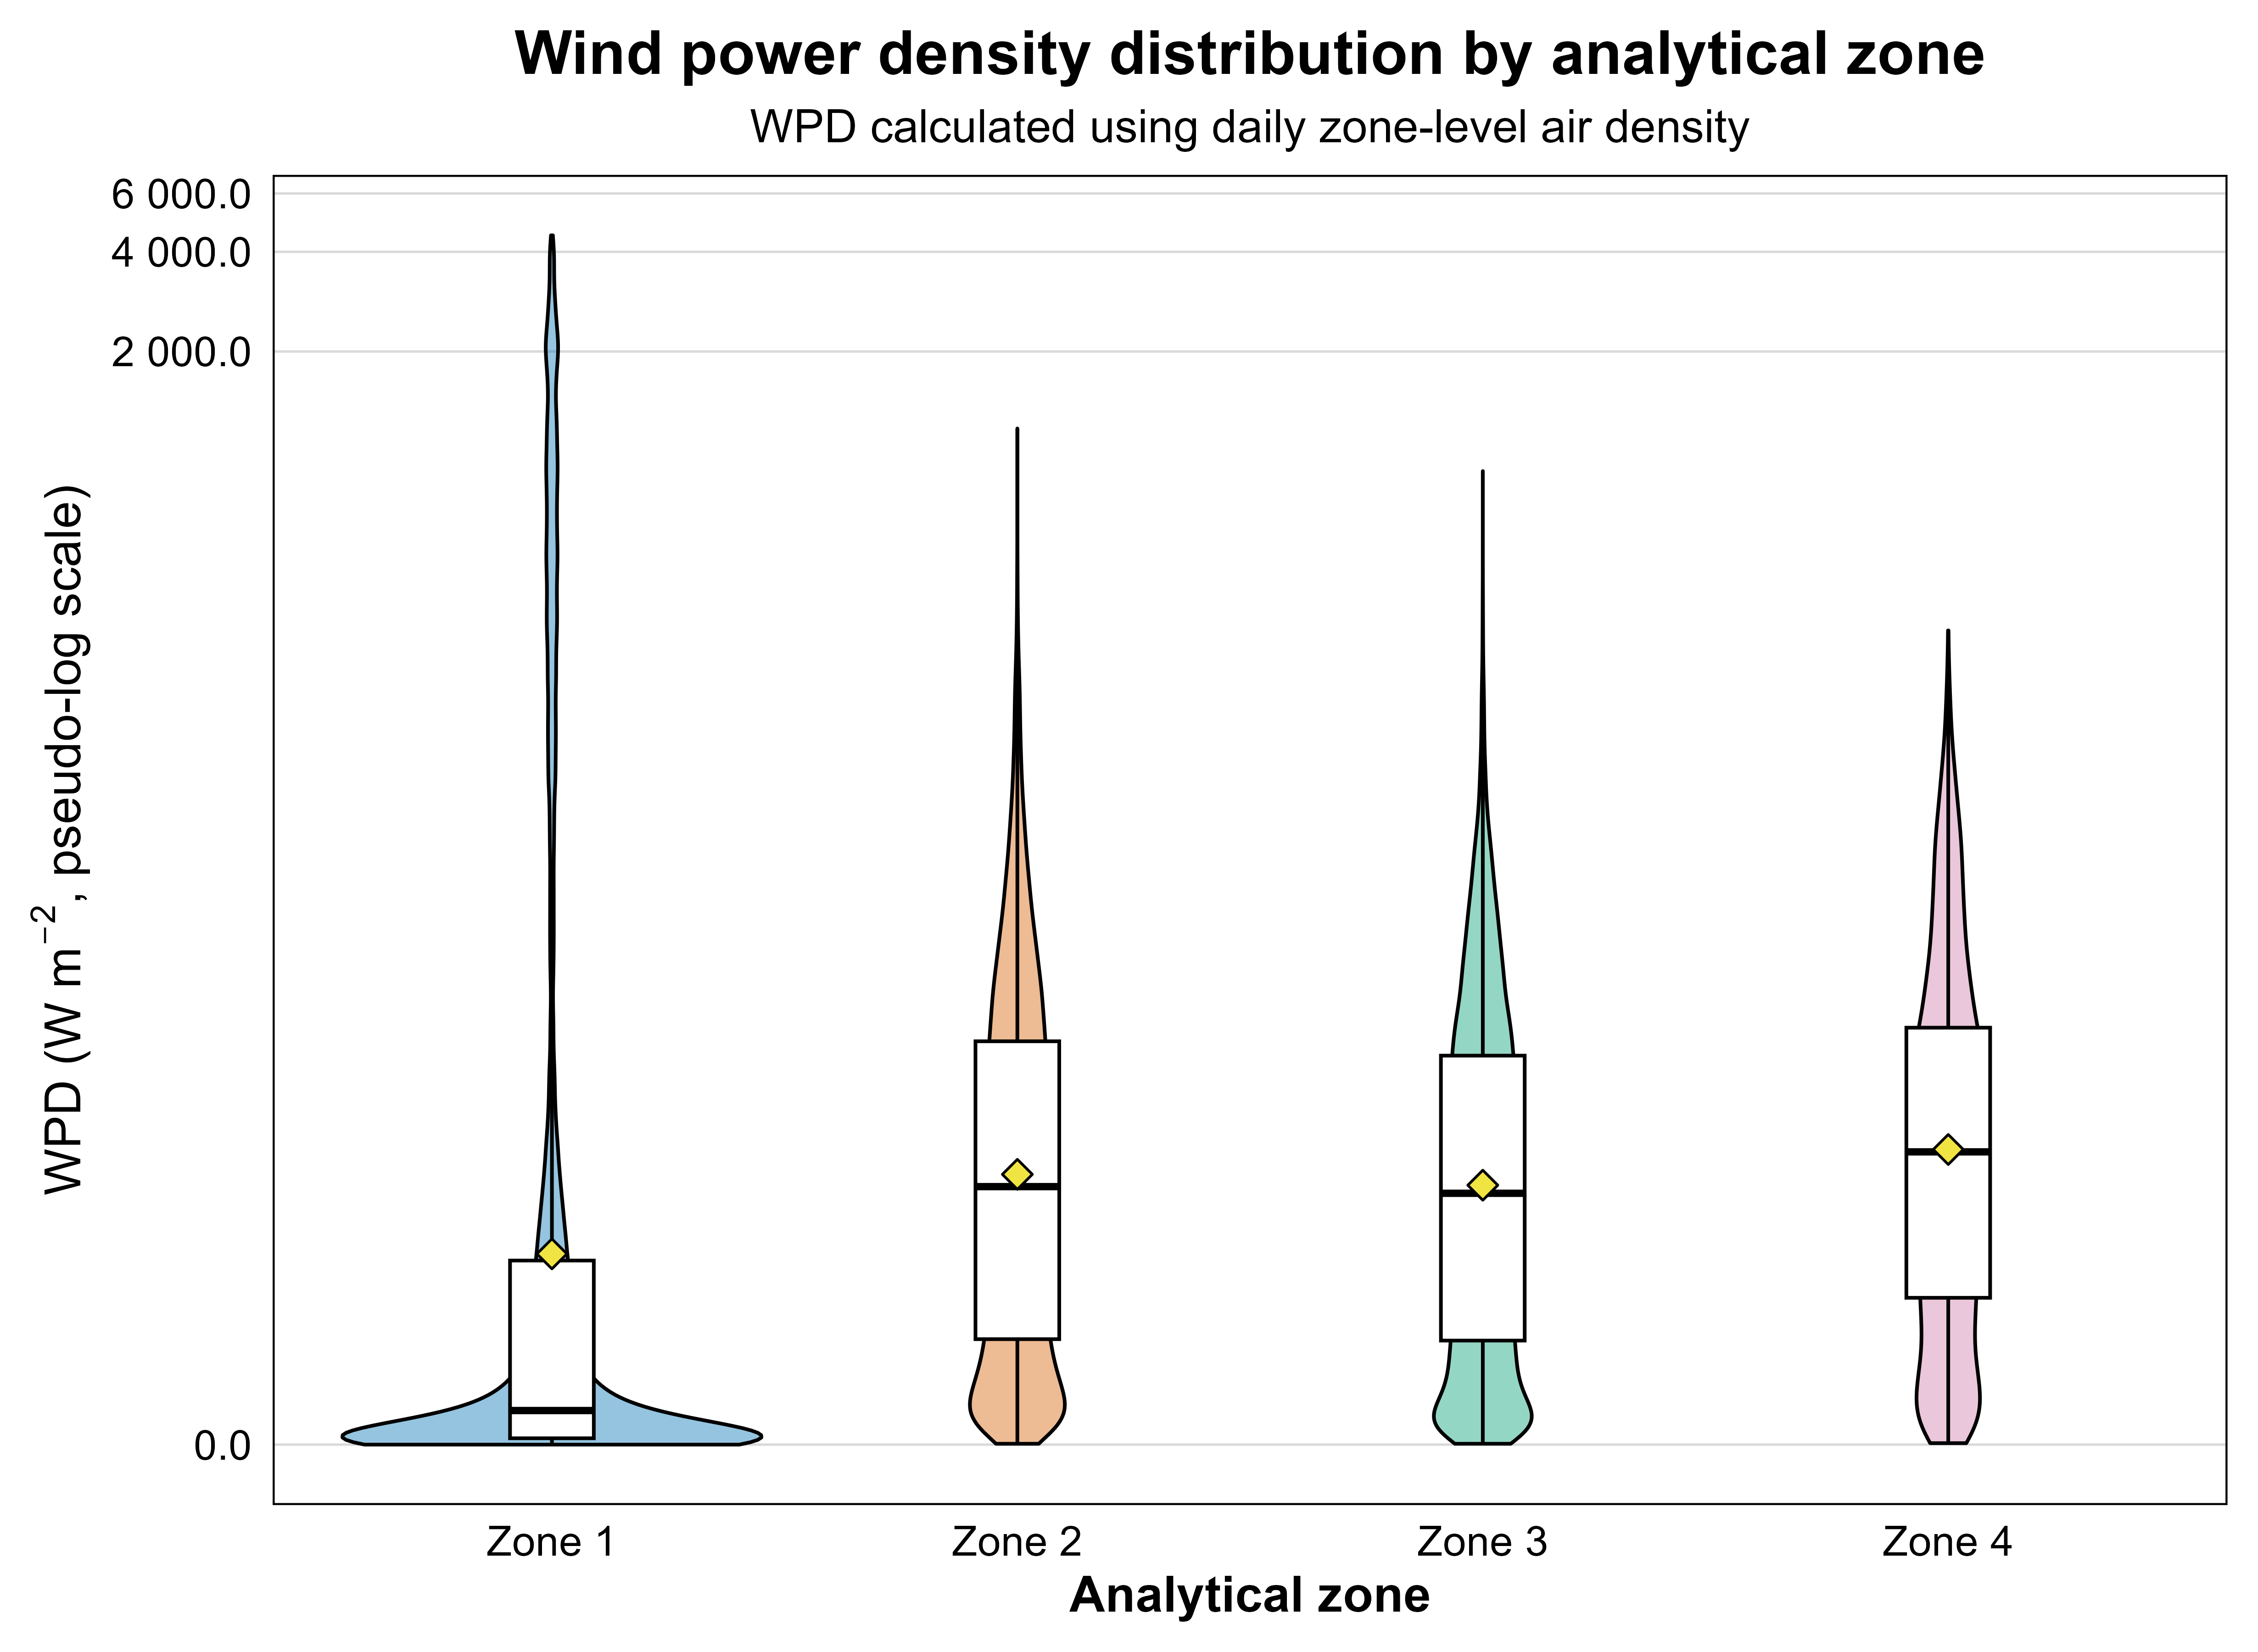 Wind power density distribution by analytical zone
WPD calculated using daily zone-level air density
6 000.0
4 000.0
2 000.0
0.0
WPD (W m⁻², pseudo-log scale)
Zone 1
Zone 2
Zone 3
Zone 4
Analytical zone